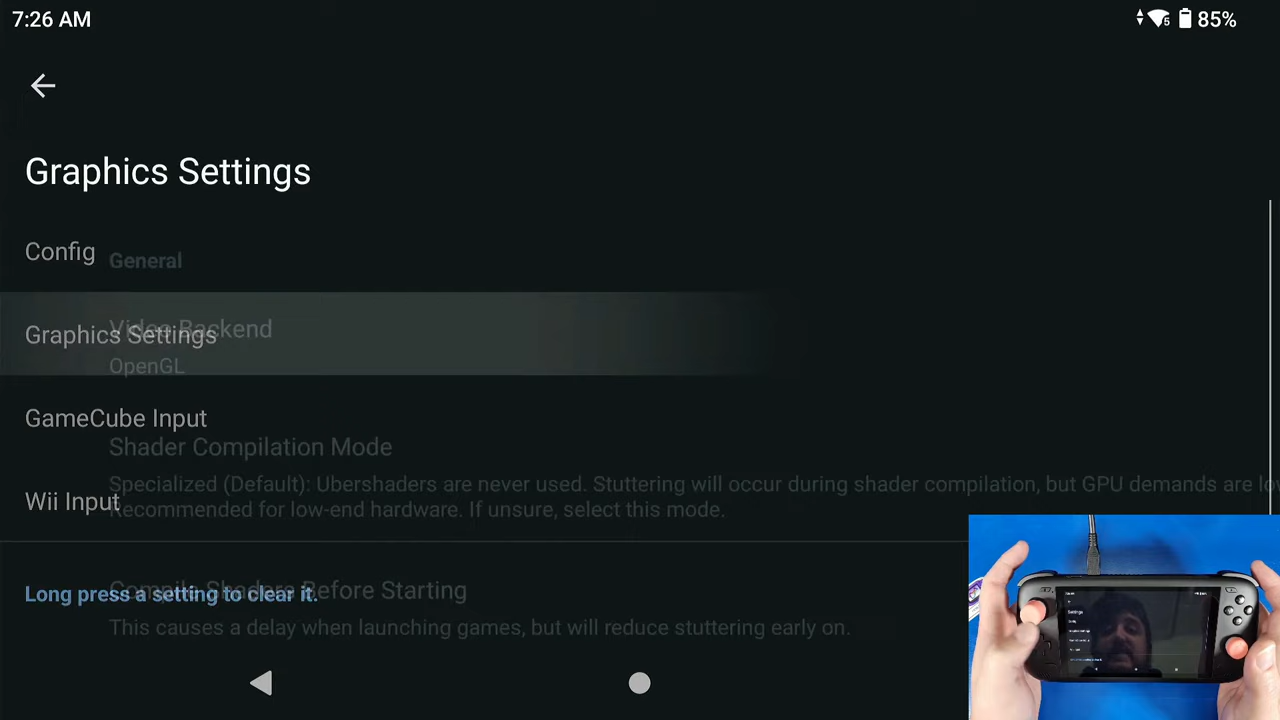 7:26 AM
85%
Graphics Settings
Config
General
Graphics Settings
Video Backend
OpenGL
GameCube Input
Shader Compilation Mode
Specialized (Default): Ubershaders are never used. Stuttering will occur during shader compilation, but GPU demands are
Wii Input
Recommended for low-end hardware. If unsure, select this mode.
Long press a setting to clear it.
Compile Shaders Before Starting
This causes a delay when launching games, but will reduce stuttering early on.